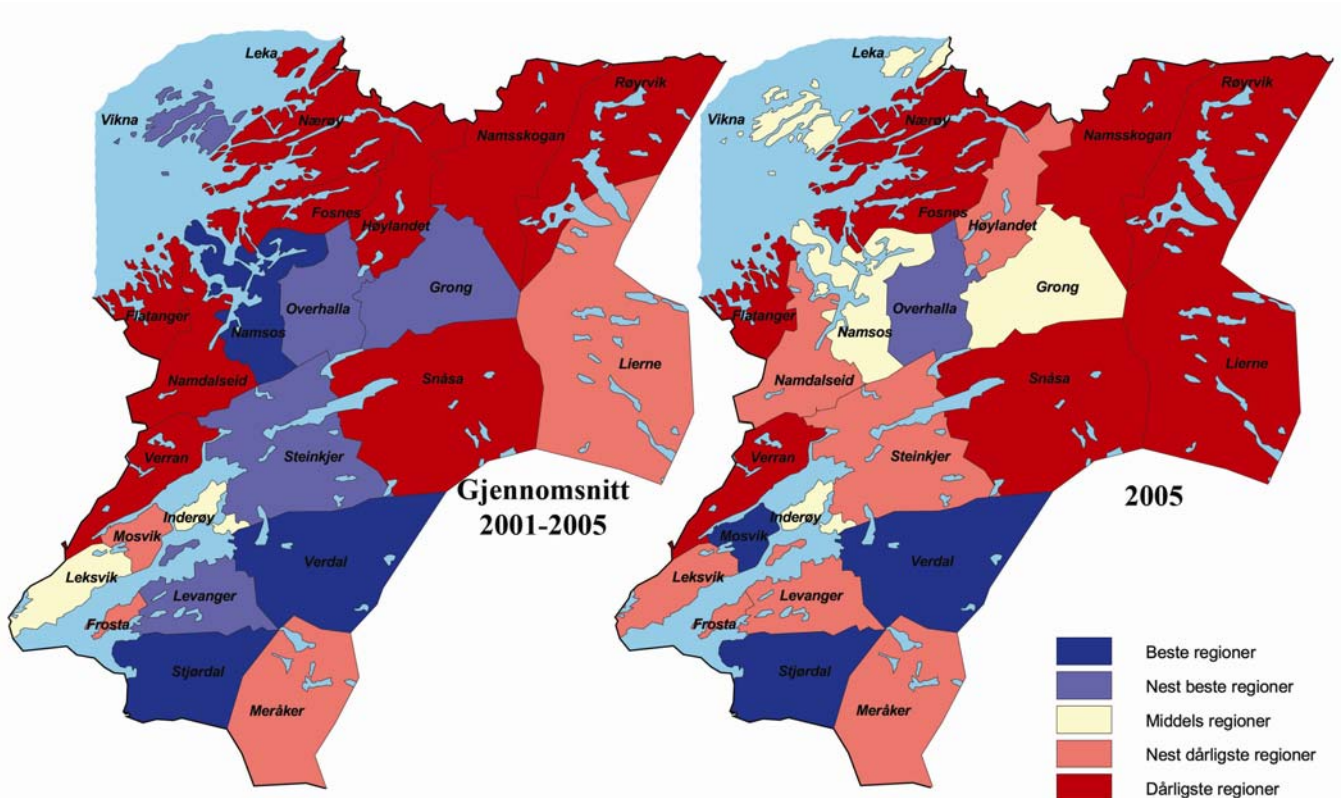 Leka
Vikna
Nærøy
Namsskogan
Røyrvik
Fosnes
Høylandet
Flatanger
Namsos
Overhalla
Grong
Lierne
Namdalseid
Snåsa
Verran
Steinkjer
Inderøy
Mosvik
Leksvik
Verdal
Levanger
Frosta
Stjørdal
Meråker
Gjennomsnitt
2001-2005
Leka
Vikna
Nærøy
Namsskogan
Røyrvik
Fosnes
Høylandet
Flatanger
Namsos
Overhalla
Grong
Lierne
Namdalseid
Snåsa
Verran
Steinkjer
Inderøy
Mosvik
Leksvik
Verdal
Levanger
Frosta
Stjørdal
Meråker
2005
Beste regioner
Nest beste regioner
Middels regioner
Nest dårligste regioner
Dårligste regioner